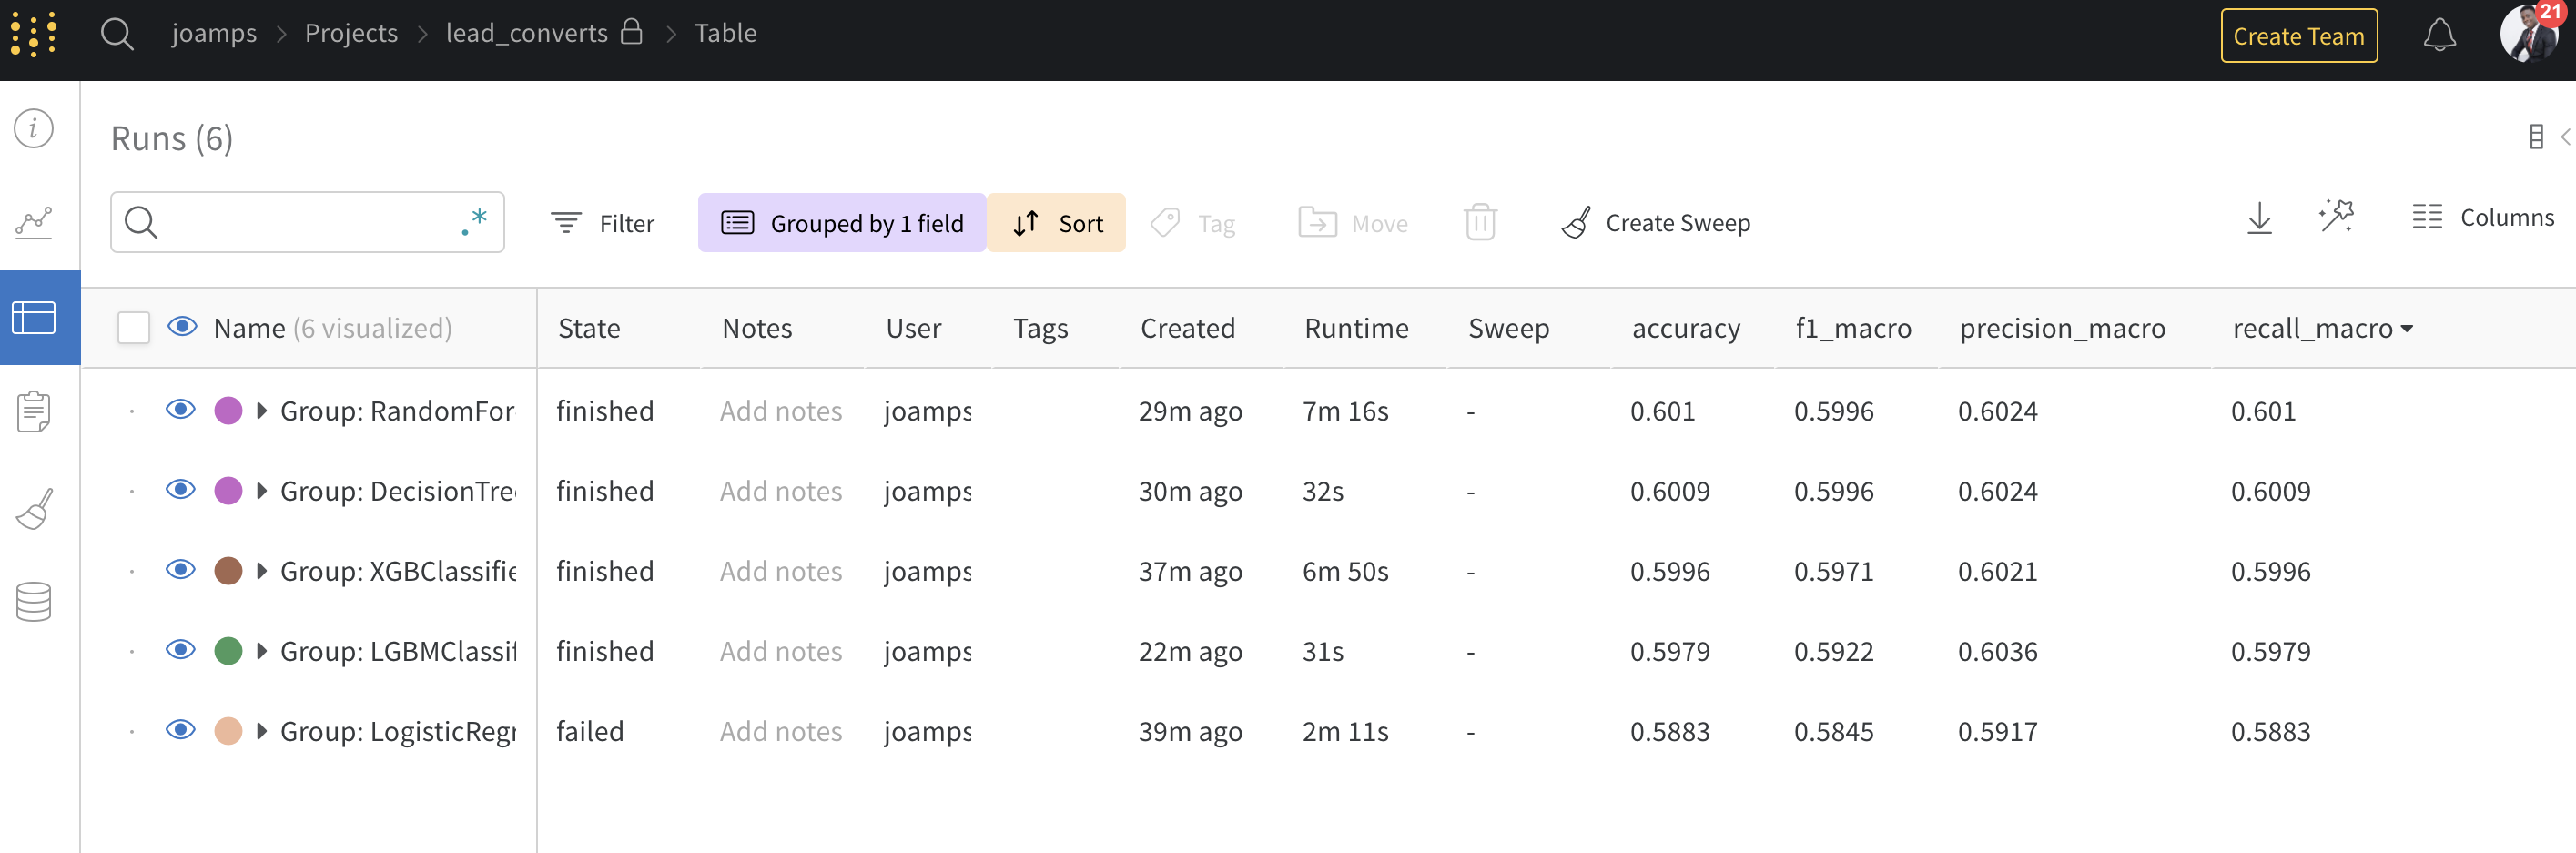 joamps > Projects > lead_converts > Table
Create Team
21
Runs (6)
.* Filter Grouped by 1 field Sort Tag Move Create Sweep Columns
Name (6 visualized) State Notes User Tags Created Runtime Sweep accuracy f1_macro precision_macro recall_macro
Group: RandomFor finished Add notes joamps 29m ago 7m 16s - 0.601 0.5996 0.6024 0.601
Group: DecisionTre finished Add notes joamps 30m ago 32s - 0.6009 0.5996 0.6024 0.6009
Group: XGBClassifie finished Add notes joamps 37m ago 6m 50s - 0.5996 0.5971 0.6021 0.5996
Group: LGBMClassif finished Add notes joamps 22m ago 31s - 0.5979 0.5922 0.6036 0.5979
Group: LogisticRegr failed Add notes joamps 39m ago 2m 11s - 0.5883 0.5845 0.5917 0.5883